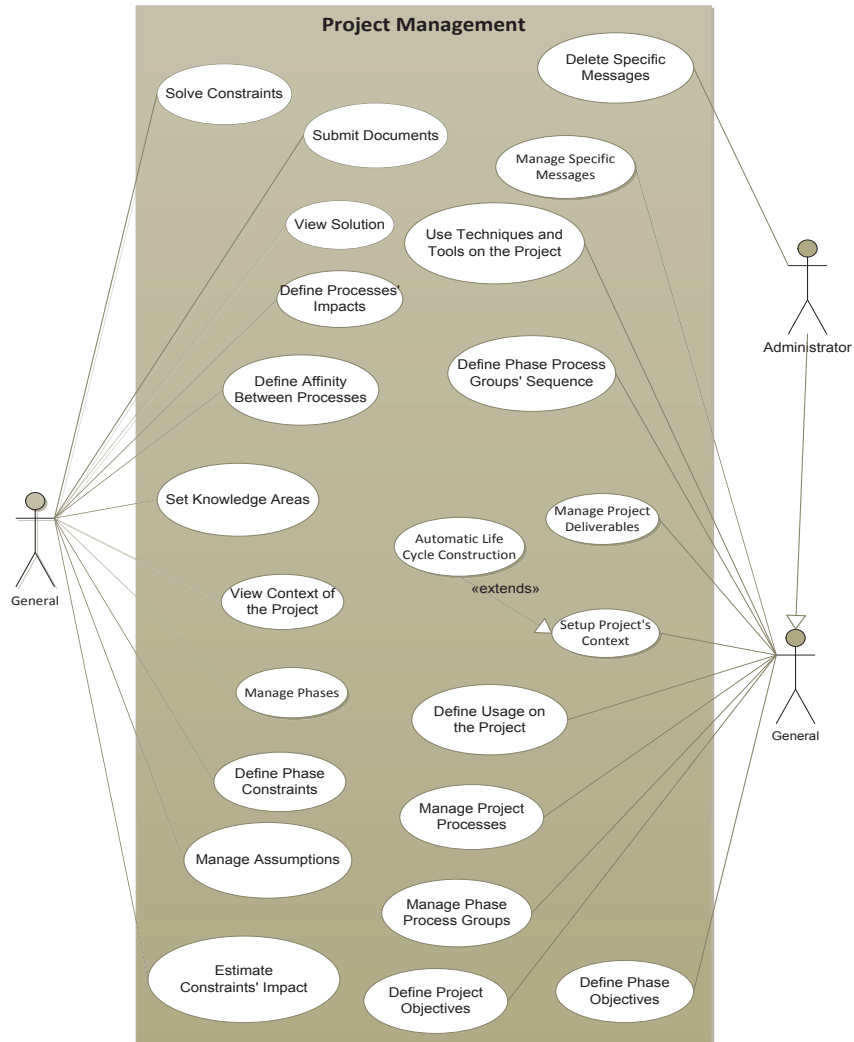 Project Management
Delete Specific
Messages
Solve Constraints
Submit Documents
Manage Specific
Messages
View Solution
Use Techniques and
Tools on the Project
Define Processes'
Impacts
Administrator
Define Phase Process
Groups' Sequence
Define Affinity
Between Processes
Set Knowledge Areas
Manage Project
Deliverables
Automatic Life
Cycle Construction
General
«extends»
View Context of
the Project
Setup Project's
Context
Manage Phases
Define Usage on
the Project
General
Define Phase
Constraints
Manage Project
Processes
Manage Assumptions
Manage Phase
Process Groups
Estimate
Constraints' Impact
Define Project
Objectives
Define Phase
Objectives